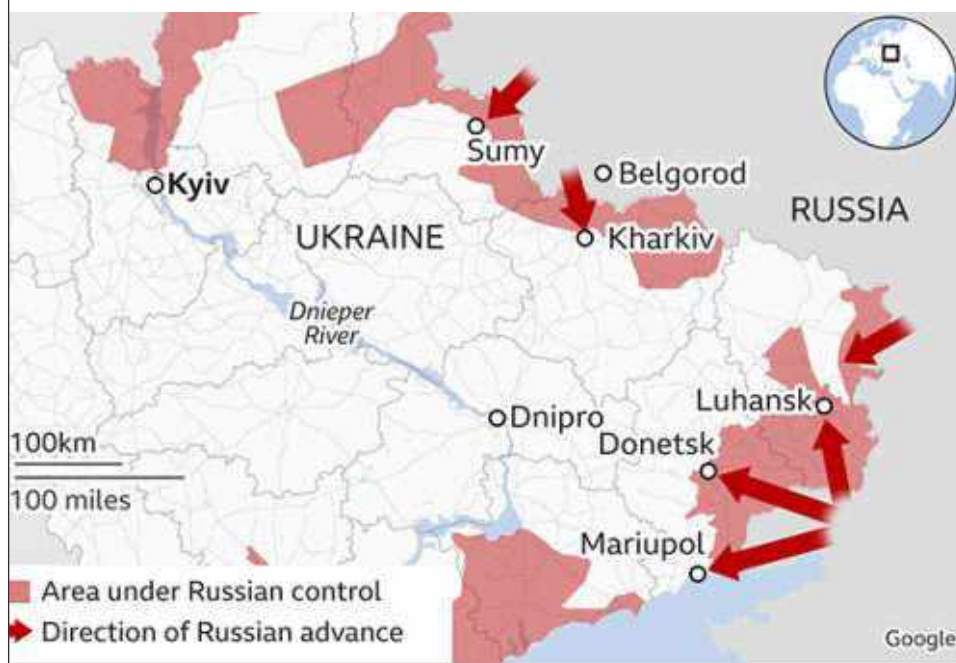 Sumy
Belgorod
Kyiv
RUSSIA
UKRAINE
Kharkiv
Dnieper
River
Luhansk
Dnipro
Donetsk
100km
100 miles
Mariupol
Area under Russian control
Direction of Russian advance
Google